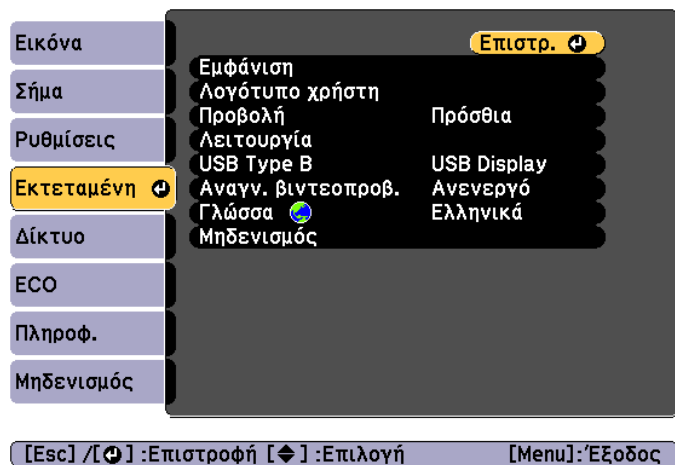 Εικόνα
Σήμα
Ρυθμίσεις
Εκτεταμένη
Δίκτυο
ECO
Πληροφ.
Μηδενισμός
Επιστρ.
Εμφάνιση
Λογότυπο χρήστη
Προβολή Πρόσθια
Λειτουργία
USB Type B USB Display
Αναγν. βιντεοπροβ. Ανενεργό
Γλώσσα Ελληνικά
Μηδενισμός
[Esc] /[ ] :Επιστροφή [ ] :Επιλογή [Menu]:Έξοδος